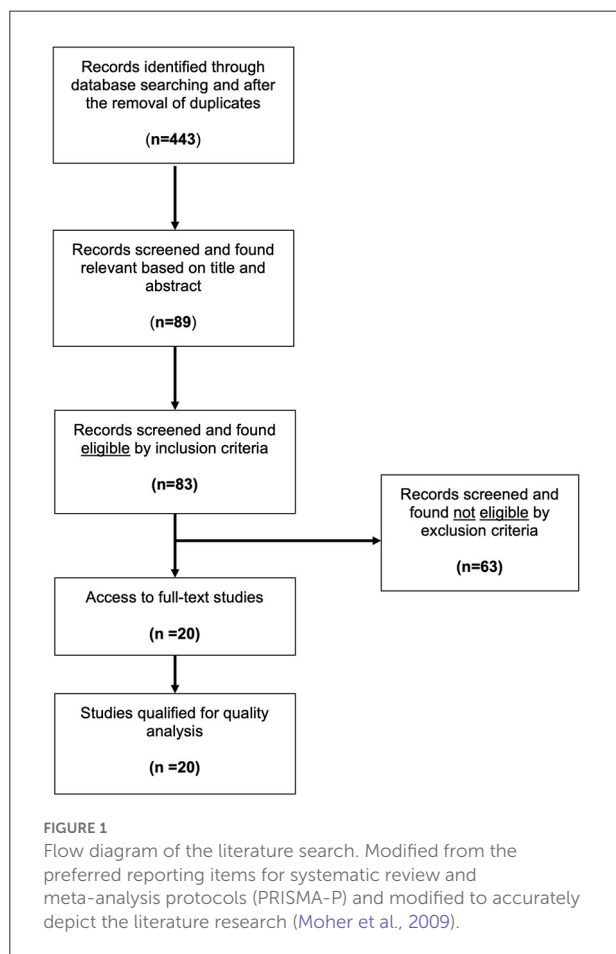 Records identified through
database searching and after
the removal of duplicates
(n=443)
Records screened and found
relevant based on title and
abstract
(n=89)
Records screened and found
eligible by inclusion criteria
(n=83)
Records screened and
found not eligible by
exclusion criteria
(n=63)
Access to full-text studies
(n =20)
Studies qualified for quality
analysis
(n =20)
FIGURE 1
Flow diagram of the literature search. Modified from the
preferred reporting items for systematic review and
meta-analysis protocols (PRISMA-P) and modified to accurately
depict the literature research (Moher et al., 2009).